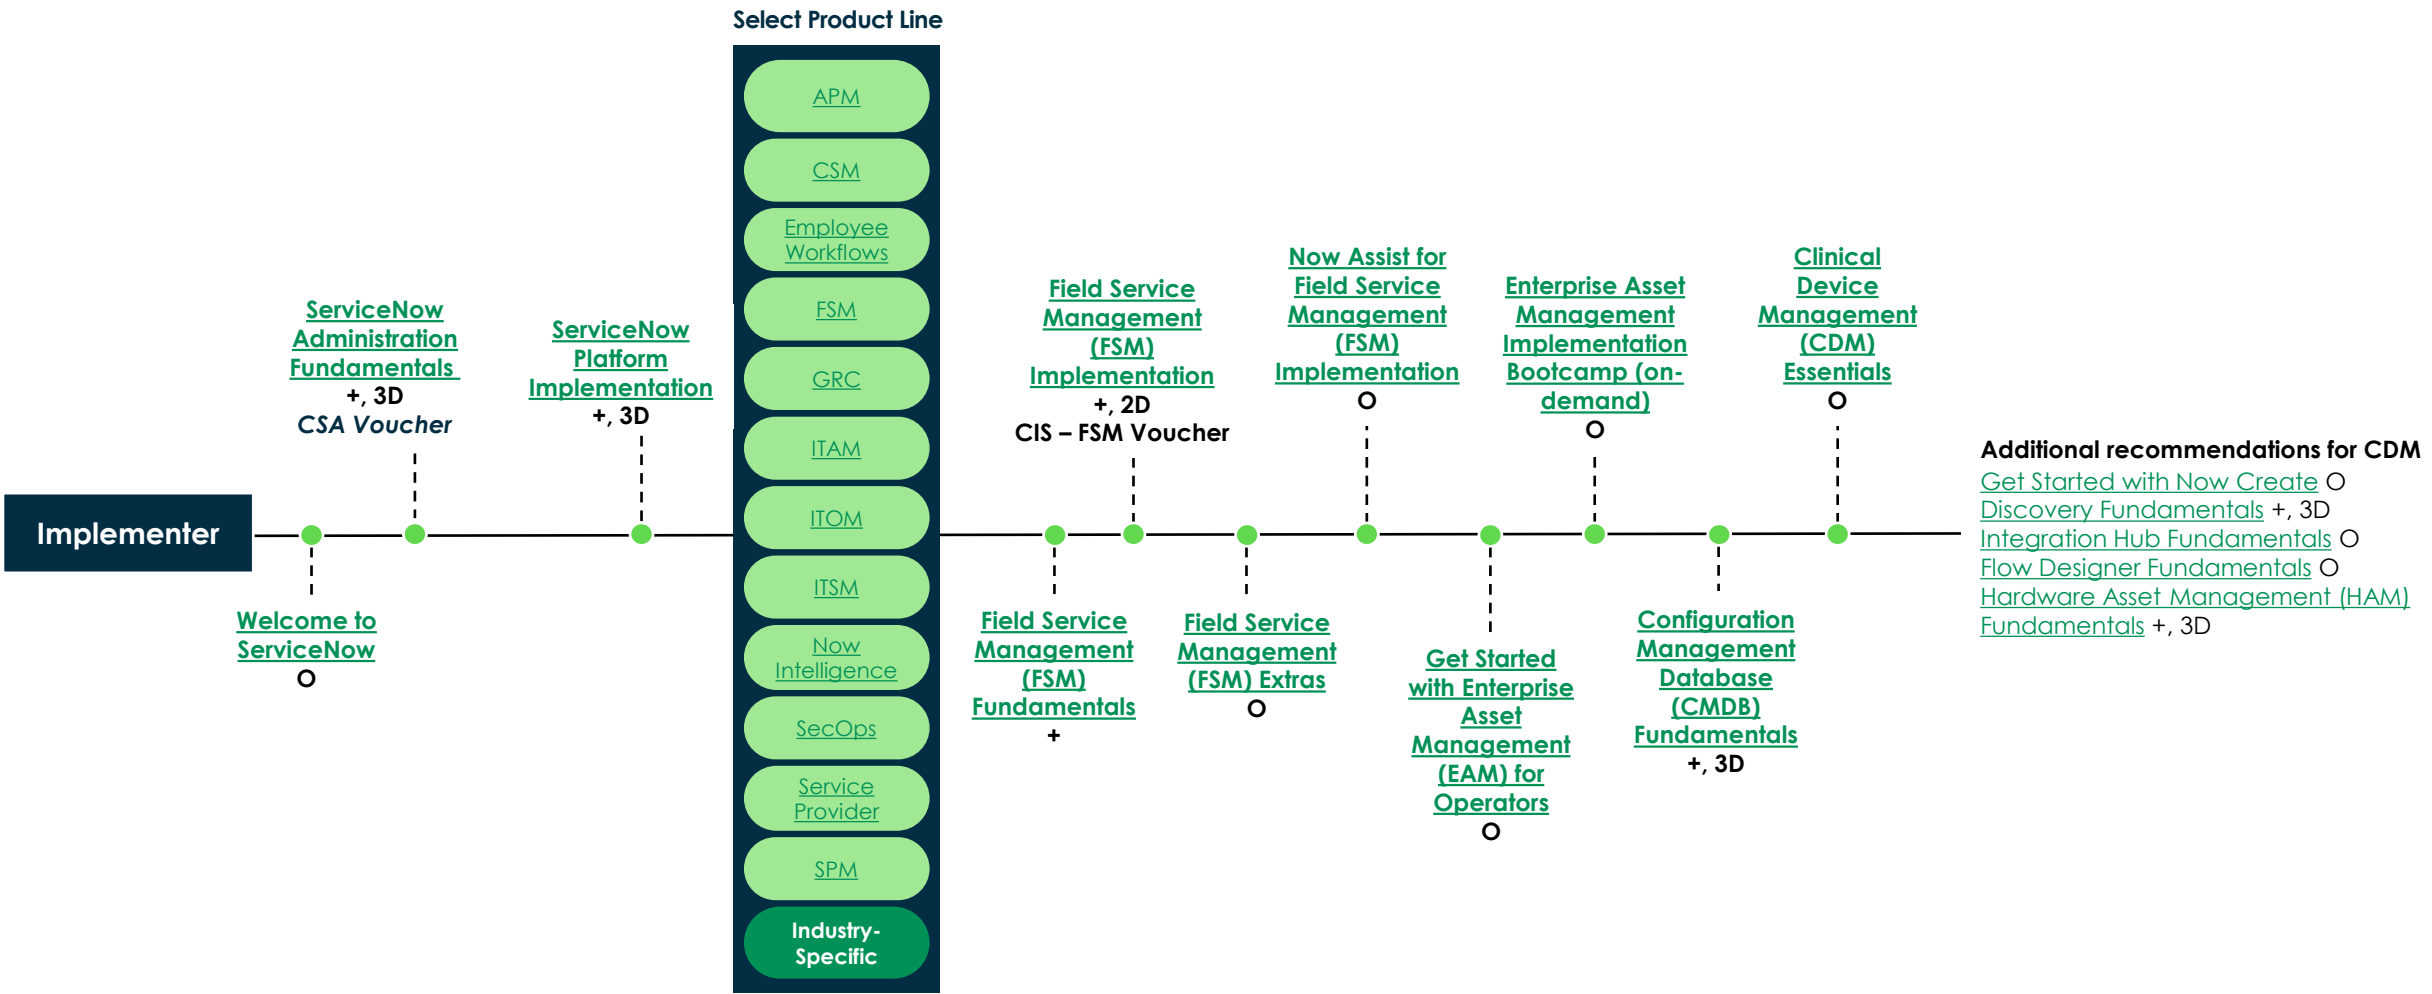 Select Product Line
APM
CSM
Employee
Workflows
FSM
GRC
ITAM
ITOM
ITSM
Now
Intelligence
SecOps
Service
Provider
SPM
Industry-
Specific
Implementer
Welcome to
ServiceNow
O
ServiceNow
Administration
Fundamentals
+, 3D
CSA Voucher
ServiceNow
Platform
Implementation
+, 3D
Field Service
Management
(FSM)
Fundamentals
+
Field Service
Management
(FSM)
Implementation
+, 2D
CIS – FSM Voucher
Field Service
Management
(FSM) Extras
O
Now Assist for
Field Service
Management
(FSM)
Implementation
O
Get Started
with Enterprise
Asset
Management
(EAM) for
Operators
O
Enterprise Asset
Management
Implementation
Bootcamp (on-
demand)
O
Configuration
Management
Database
(CMDB)
Fundamentals
+, 3D
Clinical
Device
Management
(CDM)
Essentials
O
Additional recommendations for CDM
Get Started with Now Create O
Discovery Fundamentals +, 3D
Integration Hub Fundamentals O
Flow Designer Fundamentals O
Hardware Asset Management (HAM)
Fundamentals +, 3D